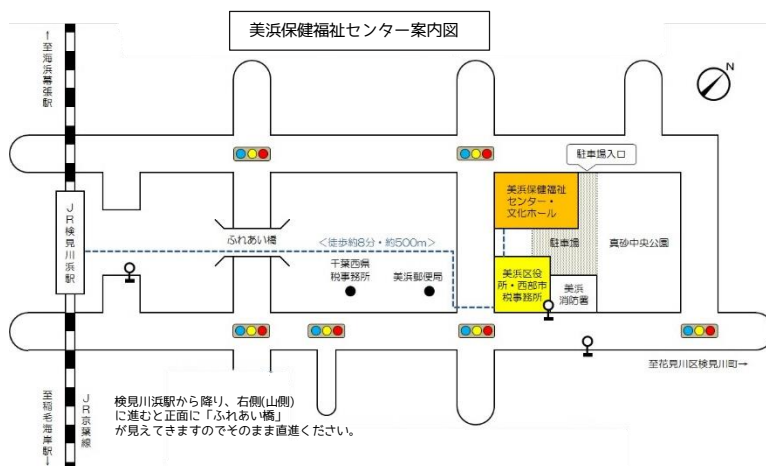 美浜保健福祉センター案内図
↑至海浜幕張駅
N
駐車場入口
JR検見川浜駅
ふれあい橋
<徒歩約8分・約500m>
千葉西県
税事務所
美浜郵便局
美浜保健福祉
センター・
文化ホール
駐車場
真砂中央公園
美浜区役
所・西部市
税事務所
美浜
消防署
至花見川区検見川町→
至稲毛海岸駅↓
JR京葉線
検見川浜駅から降り、右側(山側)
に進むと正面に「ふれあい橋」
が見えてきますのでそのまま直進ください。